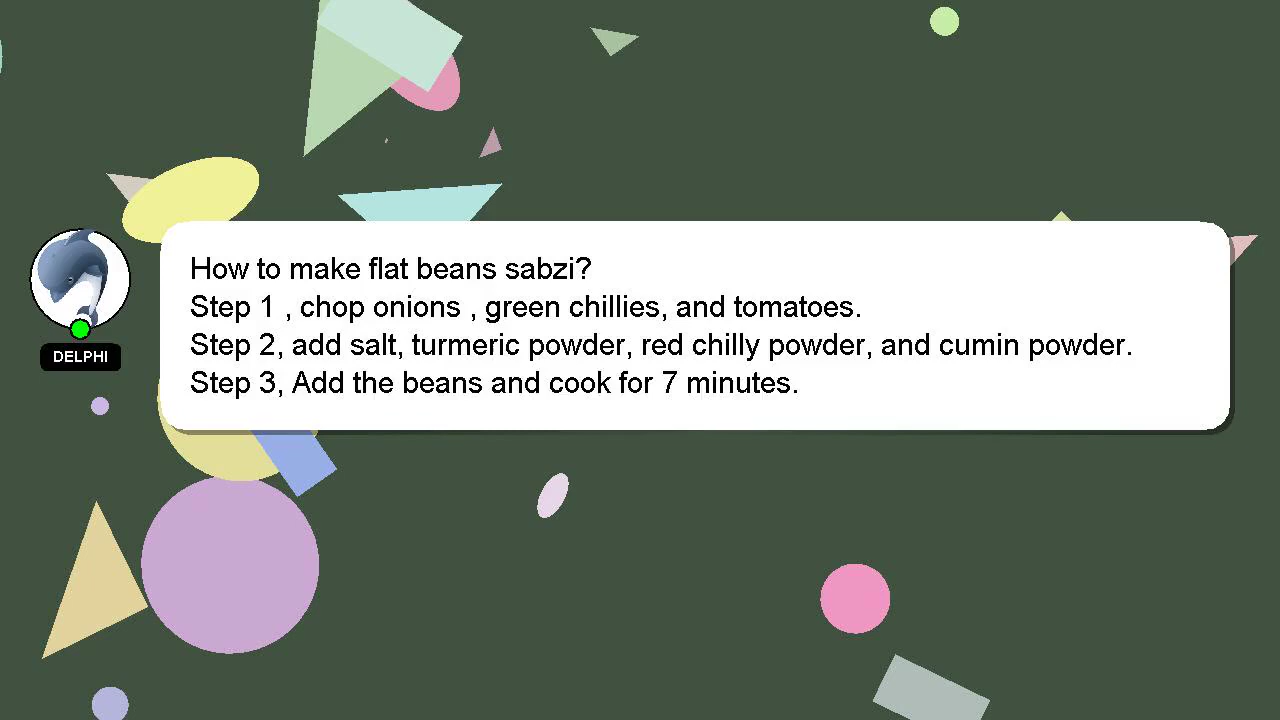 How to make flat beans sabzi?
Step 1 , chop onions , green chillies, and tomatoes.
Step 2, add salt, turmeric powder, red chilly powder, and cumin powder.
Step 3, Add the beans and cook for 7 minutes.
DELPHI